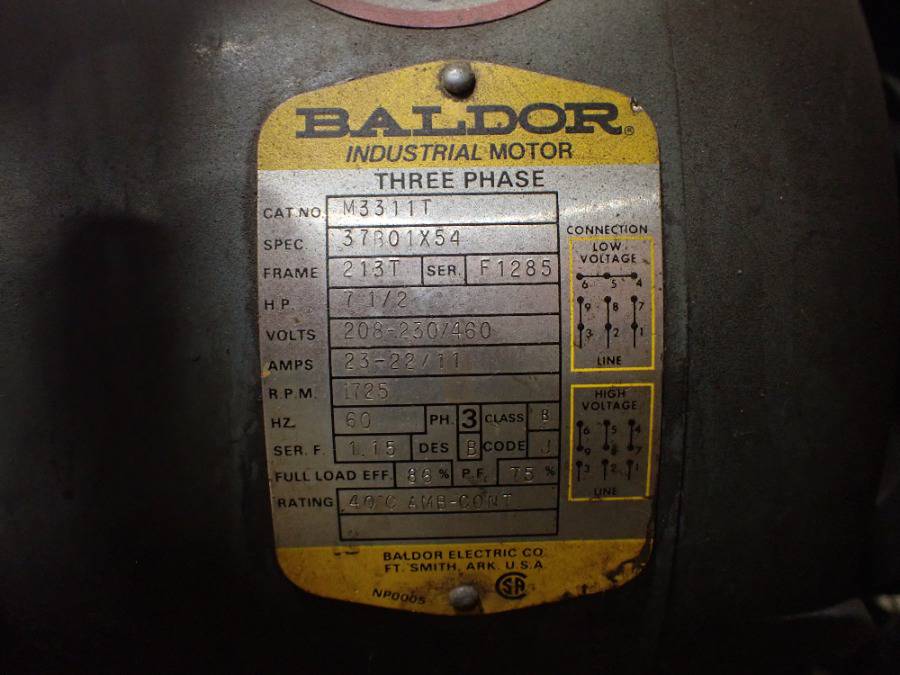 BALDOR®
INDUSTRIAL MOTOR
THREE PHASE
CAT.NO. M3311T
SPEC. 37B01X54
FRAME 213T SER. F1285
H.P. 7 1/2
VOLTS 208-230/460
AMPS 23-22/11
R.P.M. 1725
HZ. 60 PH. 3 CLASS B
SER. F. 1.15 DES B CODE J
FULL LOAD EFF. 86 % P.F. 75 %
RATING 40°C AMB-CONT
CONNECTION
LOW
VOLTAGE
6 5 4
9 8 7
3 2 1
LINE
HIGH
VOLTAGE
6 5 4
9 8 7
3 2 1
LINE
BALDOR ELECTRIC CO.
FT. SMITH, ARK. U.S.A.
NP0005
SA